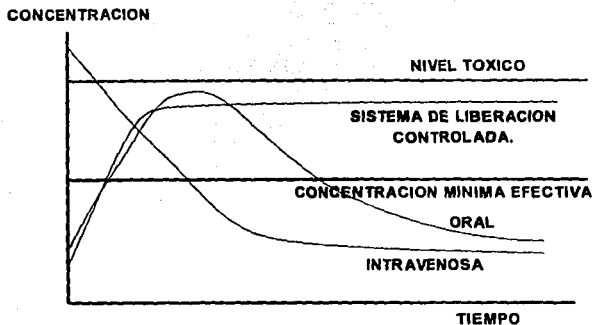 CONCENTRACION
NIVEL TOXICO
SISTEMA DE LIBERACION
CONTROLADA.
CONCENTRACION MINIMA EFECTIVA
ORAL
INTRAVENOSA
TIEMPO